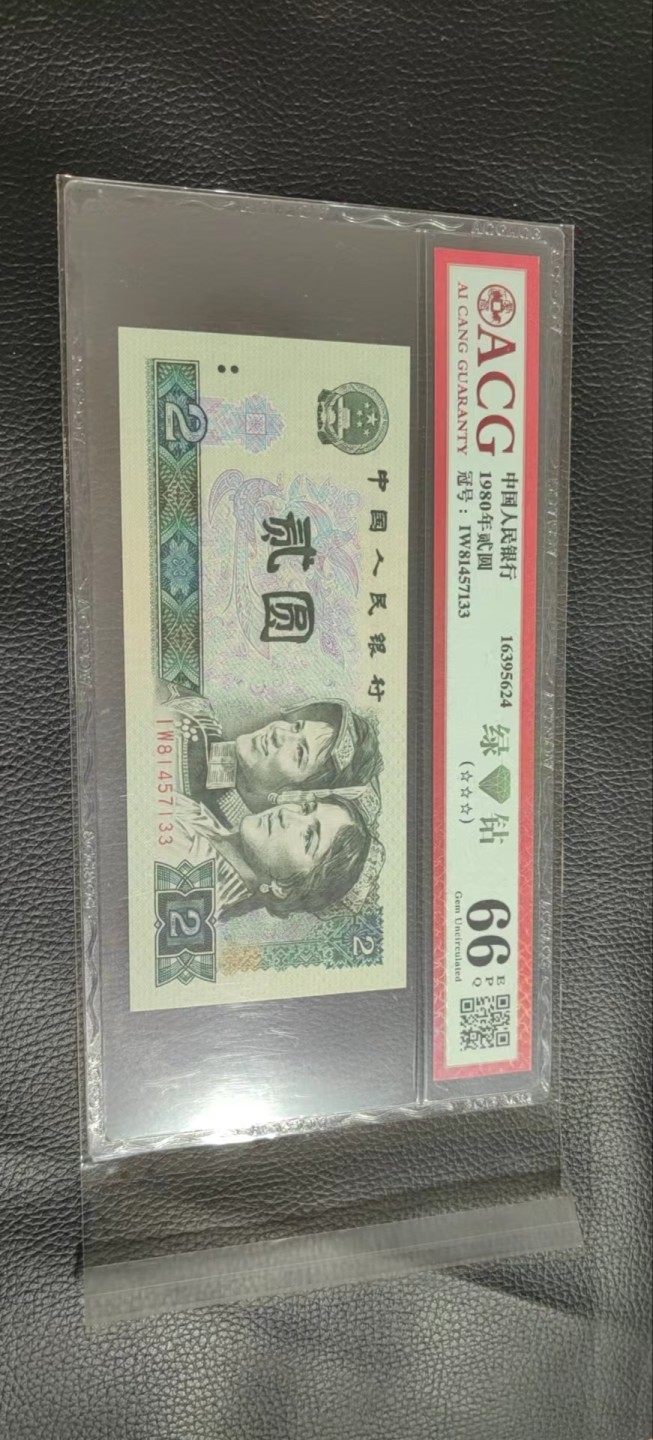 ACG
AI CANG GUARANTY
中国人民银行
1980年贰圆
冠号：IW81457133
16395624
绿钻
(☆☆☆)
66
EPQ
Gem Uncirculated
中国人民银行
贰圆
2
IW81457133
2
2